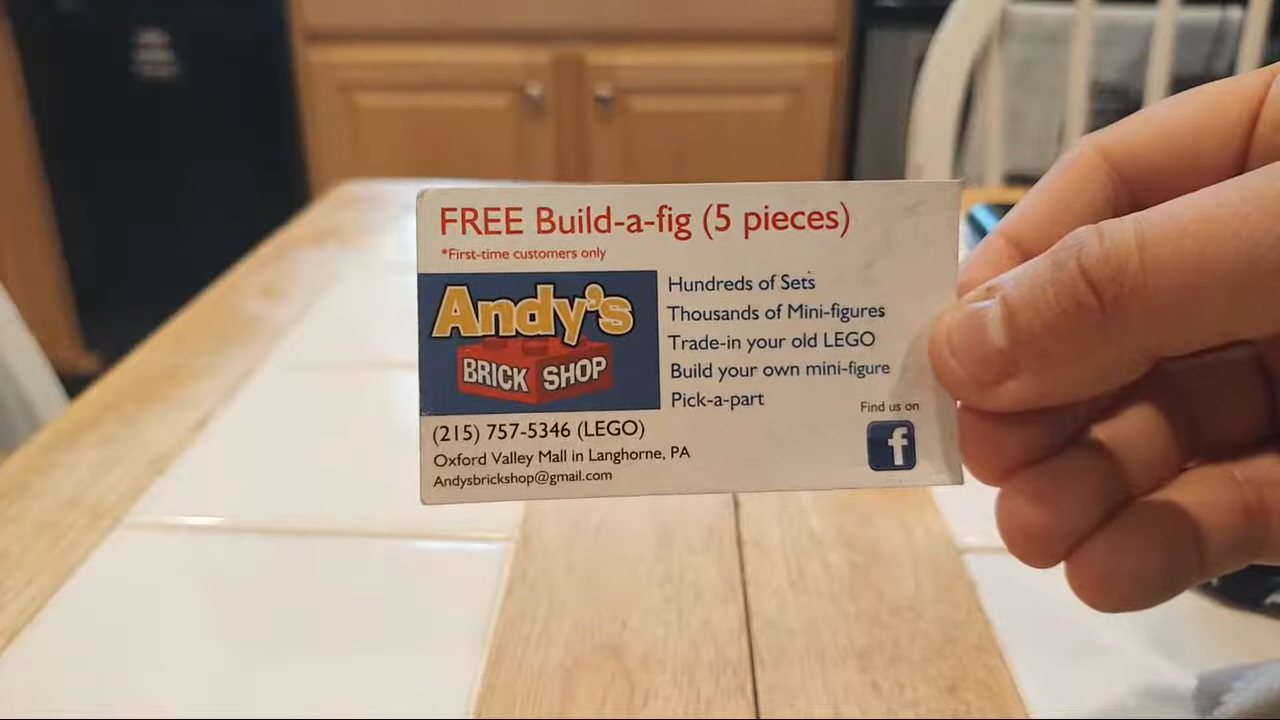 FREE Build-a-fig (5 pieces)
*First-time customers only
Andy's
BRICK SHOP
Hundreds of Sets
Thousands of Mini-figures
Trade-in your old LEGO
Build your own mini-figure
Pick-a-part
(215) 757-5346 (LEGO)
Oxford Valley Mall in Langhorne, PA
Andysbrickshop@gmail.com
Find us on
f